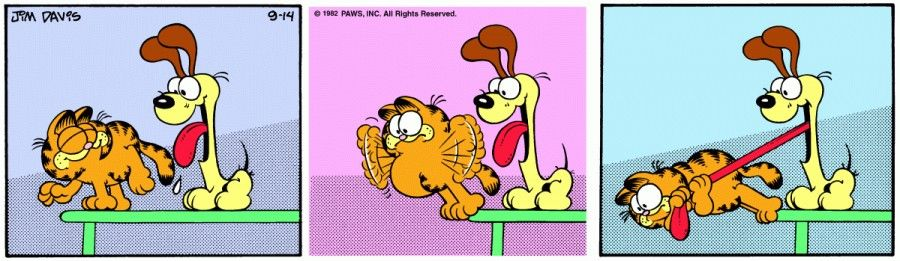 JIM DAVIS
9-14
© 1982 PAWS, INC. All Rights Reserved.